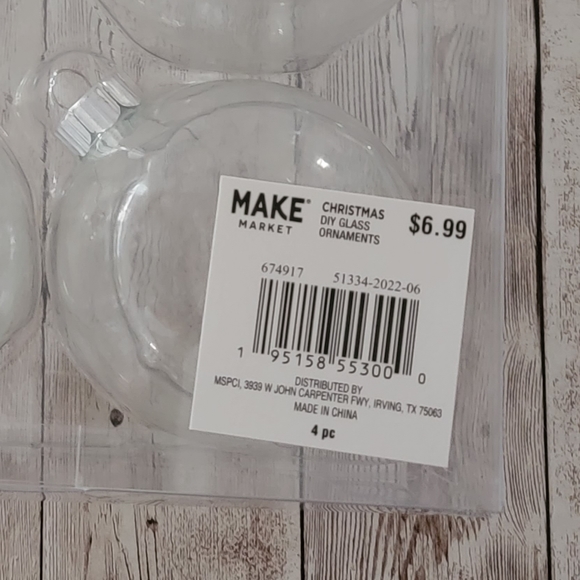 MAKE®
MARKET
CHRISTMAS
DIY GLASS
ORNAMENTS
$6.99
674917 51334-2022-06
1 95158 55300 0
DISTRIBUTED BY
MSPCI, 3939 W JOHN CARPENTER FWY, IRVING, TX 75063
MADE IN CHINA
4 pc